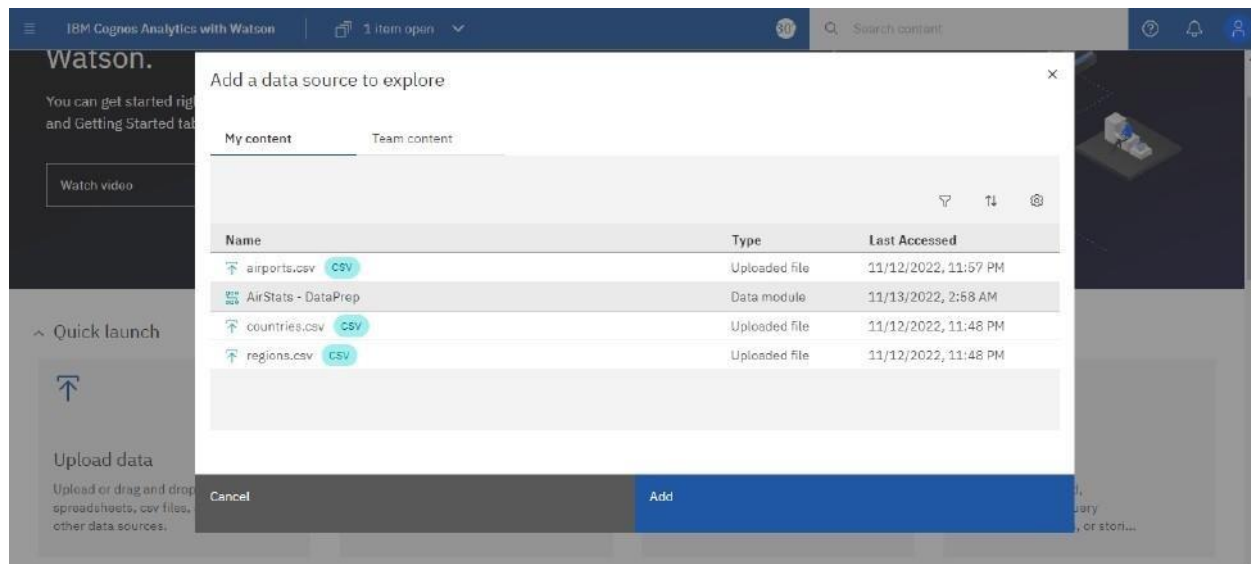 IBM Cognos Analytics with Watson
1 item open
30
Search content
Watson.
You can get started rig
and Getting Started tab
Watch video
Add a data source to explore
My content
Team content
Name
Type
Last Accessed
airports.csv
CSV
Uploaded file
11/12/2022, 11:57 PM
AirStats - DataPrep
Data module
11/13/2022, 2:58 AM
countries.csv
CSV
Uploaded file
11/12/2022, 11:48 PM
regions.csv
CSV
Uploaded file
11/12/2022, 11:48 PM
Cancel
Add
Quick launch
Upload data
Upload or drag and drop
spreadsheets, csv files,
other data sources.
, or stori...